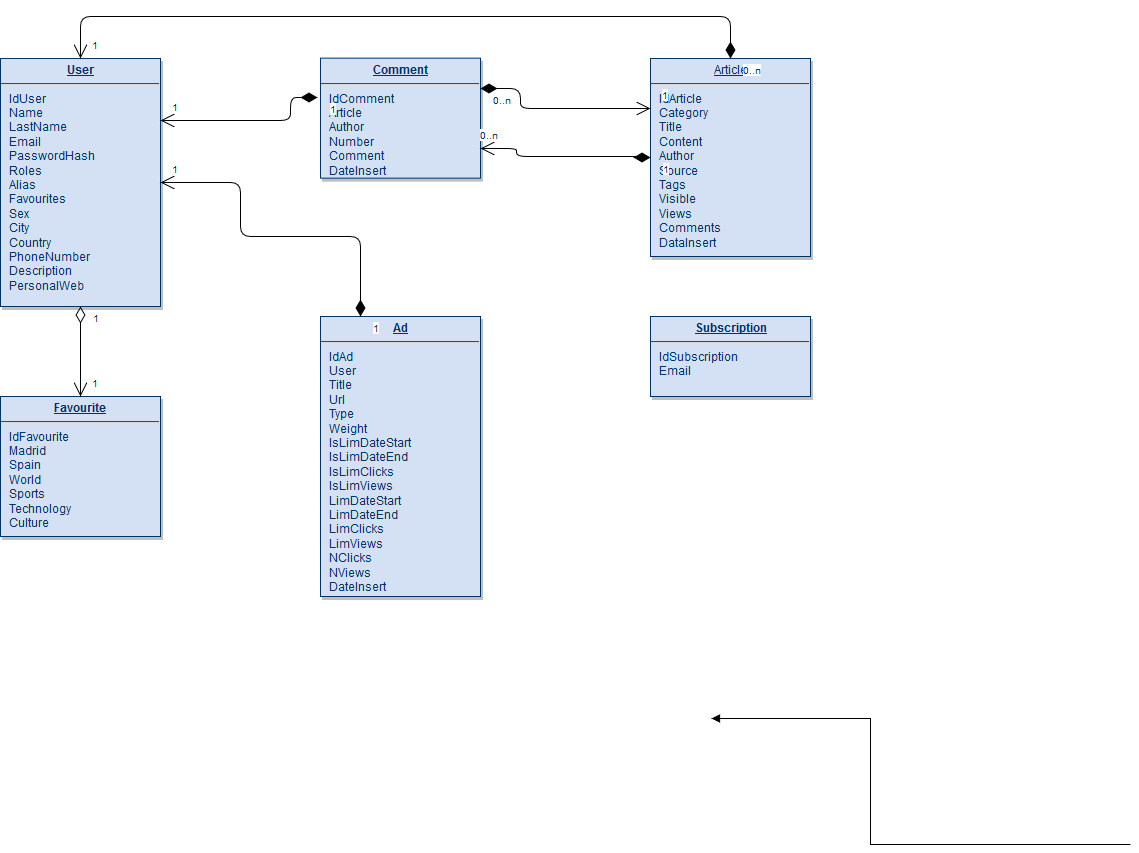 1
User
IdUser
Name
LastName
Email
PasswordHash
Roles
Alias
Favourites
Sex
City
Country
PhoneNumber
Description
PersonalWeb
1
1
1
1
Favourite
IdFavourite
Madrid
Spain
World
Sports
Technology
Culture
Comment
IdComment
1
Article
Author
Number
Comment
DateInsert
0..n
0..n
Article
0..n
1
IdArticle
Category
Title
Content
Author
1
Source
Tags
Visible
Views
Comments
DataInsert
1
Ad
IdAd
User
Title
Url
Type
Weight
IsLimDateStart
IsLimDateEnd
IsLimClicks
IsLimViews
LimDateStart
LimDateEnd
LimClicks
LimViews
NClicks
NViews
DateInsert
Subscription
IdSubscription
Email